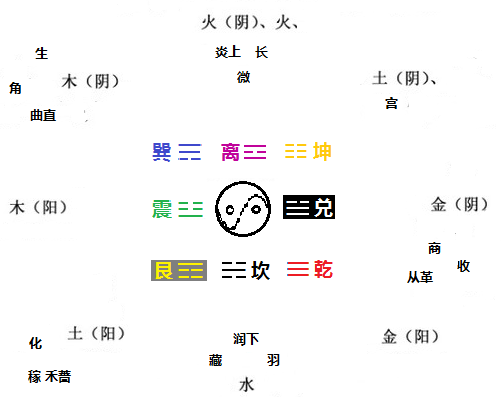 火（阴）、火、
炎上 长
生
微
角
木（阴）
土（阴）、
宫
曲直
巽 ☴ 离 ☲ ☷ 坤
木（阳）
震 ☳ ☱ 兑
金（阴）
商
收
从革
艮 ☶ ☵ 坎 ☰ 乾
土（阳）
化
润下
金（阳）
藏 羽
稼 禾蔷
水